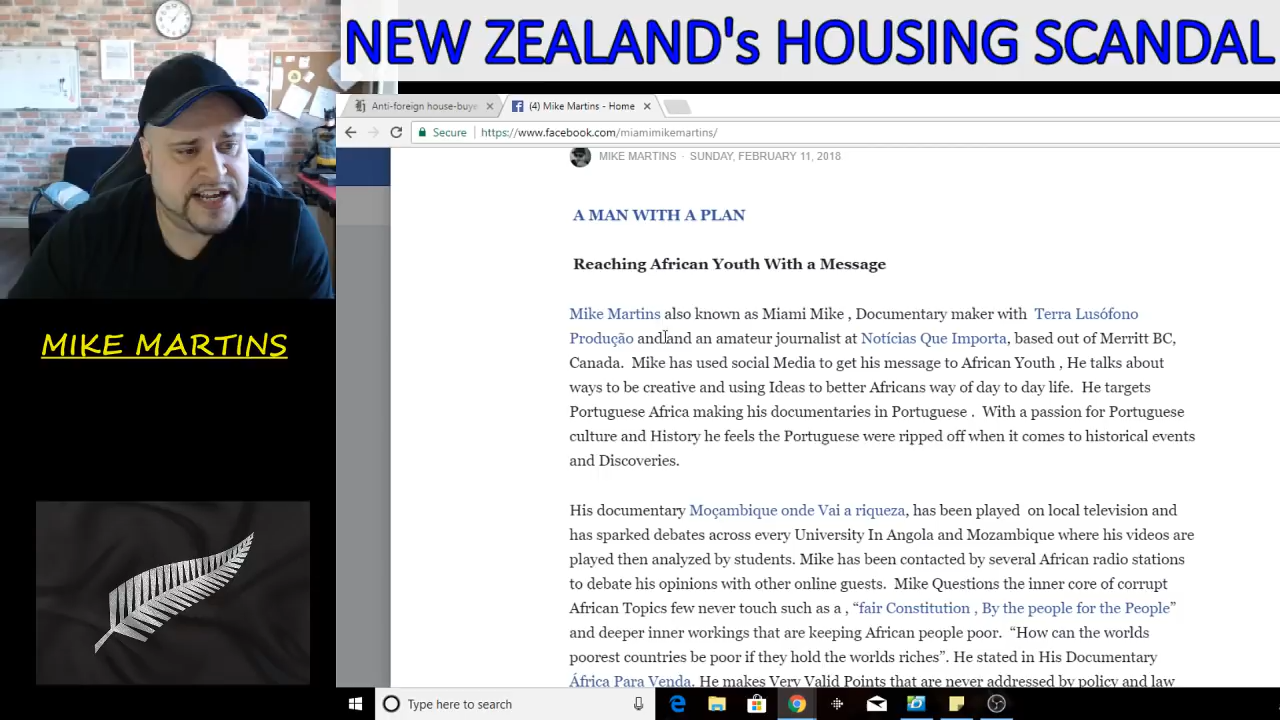 NEW ZEALAND's HOUSING SCANDAL
Anti-foreign house-buye
(4) Mike Martins - Home
Secure
https://www.facebook.com/miamimikemartins/
MIKE MARTINS · SUNDAY, FEBRUARY 11, 2018
A MAN WITH A PLAN
Reaching African Youth With a Message
Mike Martins also known as Miami Mike , Documentary maker with Terra Lusófono
Produção andand an amateur journalist at Notícias Que Importa, based out of Merritt BC,
Canada. Mike has used social Media to get his message to African Youth , He talks about
ways to be creative and using Ideas to better Africans way of day to day life. He targets
Portuguese Africa making his documentaries in Portuguese . With a passion for Portuguese
culture and History he feels the Portuguese were ripped off when it comes to historical events
and Discoveries.
His documentary Moçambique onde Vai a riqueza, has been played on local television and
has sparked debates across every University In Angola and Mozambique where his videos are
played then analyzed by students. Mike has been contacted by several African radio stations
to debate his opinions with other online guests. Mike Questions the inner core of corrupt
African Topics few never touch such as a , “fair Constitution , By the people for the People”
and deeper inner workings that are keeping African people poor. “How can the worlds
poorest countries be poor if they hold the worlds riches”. He stated in His Documentary
África Para Venda. He makes Very Valid Points that are never addressed by policy and law
MIKE MARTINS
Type here to search